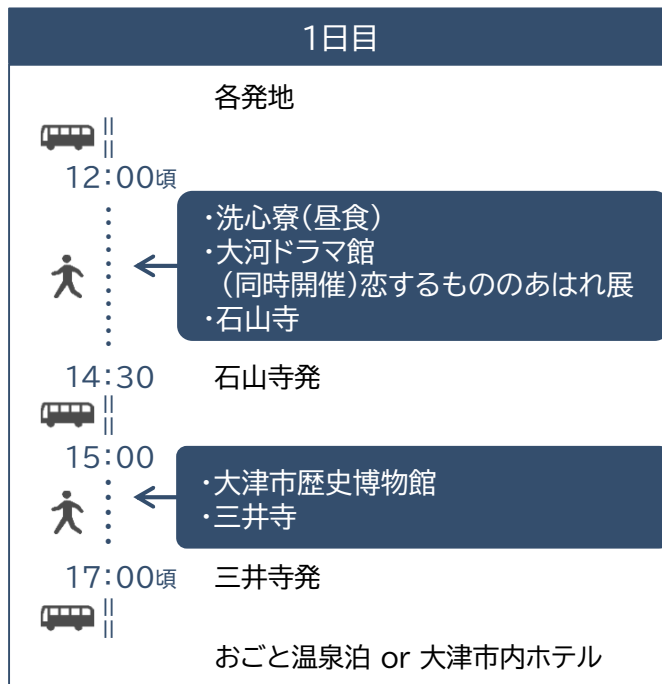 1日目
各発地
12:00頃
・洗心寮(昼食)
・大河ドラマ館
(同時開催)恋するもののあはれ展
・石山寺
14:30 石山寺発
15:00
・大津市歴史博物館
・三井寺
17:00頃 三井寺発
おごと温泉泊 or 大津市内ホテル